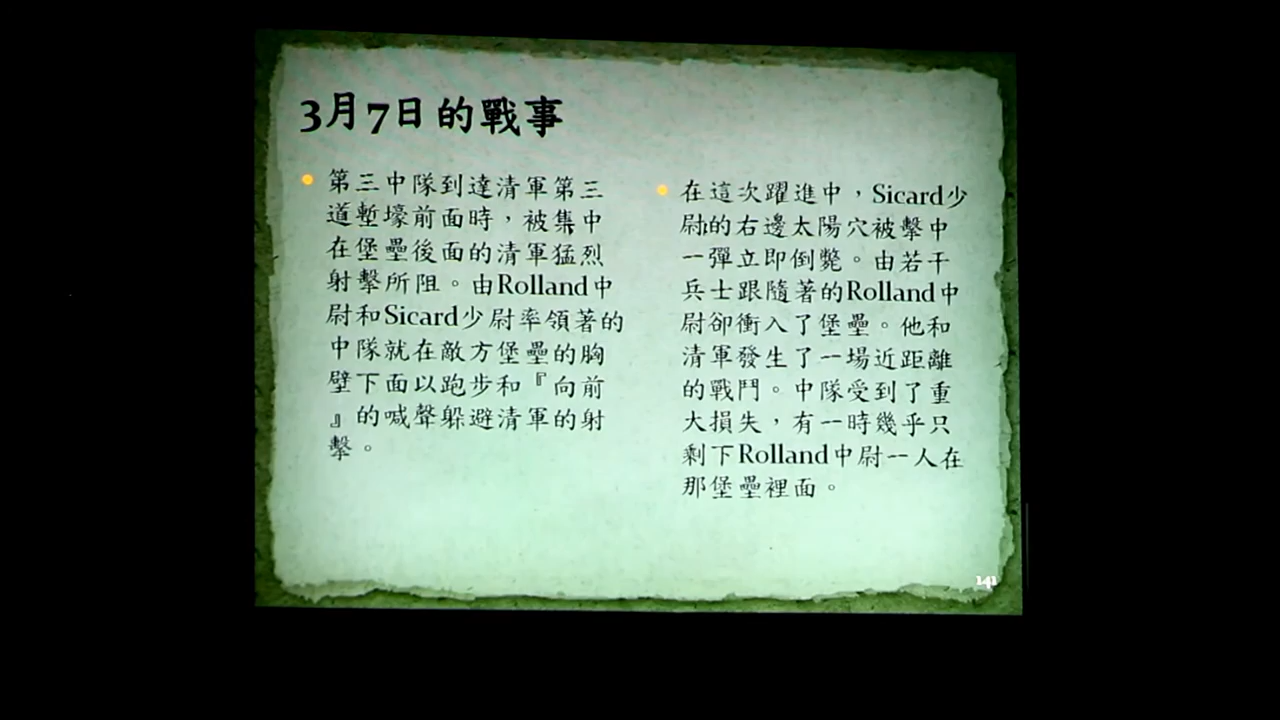 3月7日的戰事
第三中隊到達清軍第三
道塹壕前面時，被集中
在堡壘後面的清軍猛烈
射擊所阻。由Rolland中
尉和Sicard少尉率領著的
中隊就在敵方堡壘的胸
壁下面以跑步和『向前
』的喊聲躲避清軍的射
擊。
在這次躍進中，Sicard少
尉的右邊太陽穴被擊中
一彈立即倒斃。由若干
兵士跟隨著的Rolland中
尉卻衝入了堡壘。他和
清軍發生了一場近距離
的戰鬥。中隊受到了重
大損失，有一時幾乎只
剩下Rolland中尉一人在
那堡壘裡面。
141